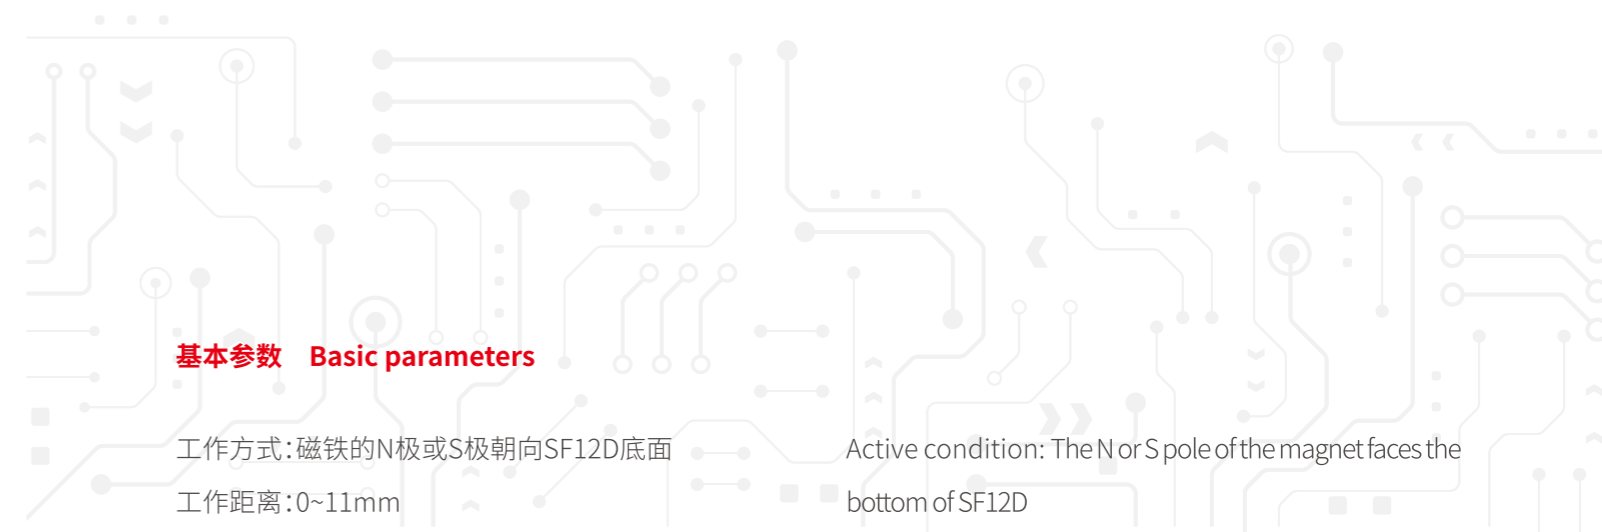 基本参数 Basic parameters
工作方式：磁铁的N极或S极朝向SF12D底面
工作距离：0~11mm
Active condition: The N or S pole of the magnet faces the
bottom of SF12D